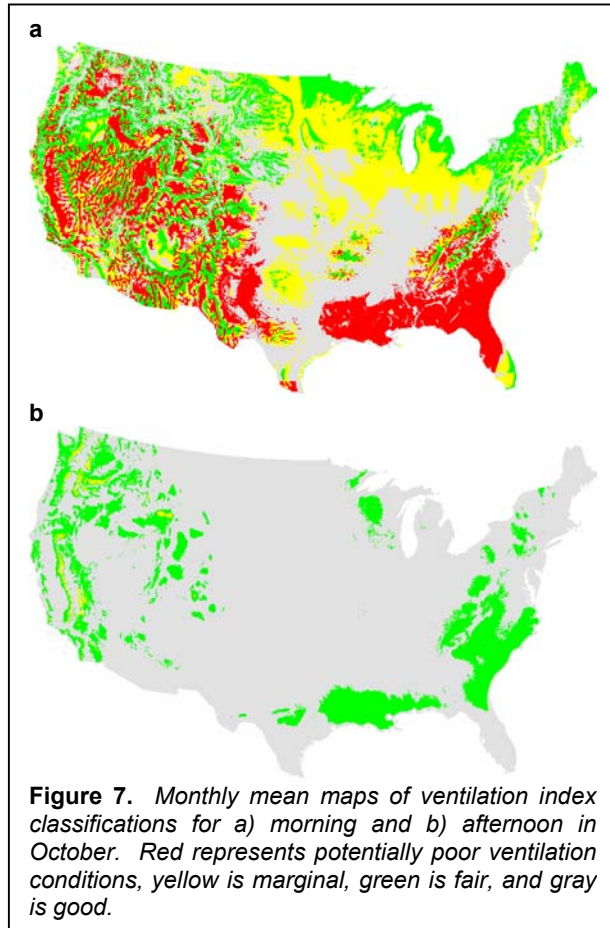 a
b
Figure 7. Monthly mean maps of ventilation index
classifications for a) morning and b) afternoon in
October. Red represents potentially poor ventilation
conditions, yellow is marginal, green is fair, and gray
is good.